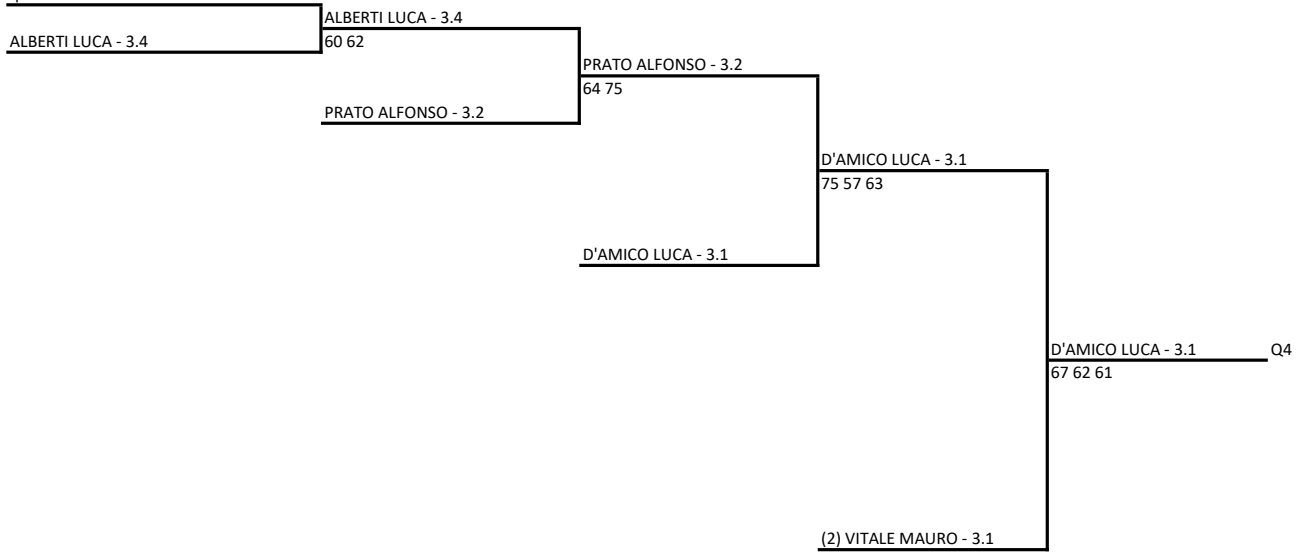 ALBERTI LUCA - 3.4
ALBERTI LUCA - 3.4
60 62
PRATO ALFONSO - 3.2
64 75
PRATO ALFONSO - 3.2
D'AMICO LUCA - 3.1
75 57 63
D'AMICO LUCA - 3.1
D'AMICO LUCA - 3.1 Q4
67 62 61
(2) VITALE MAURO - 3.1